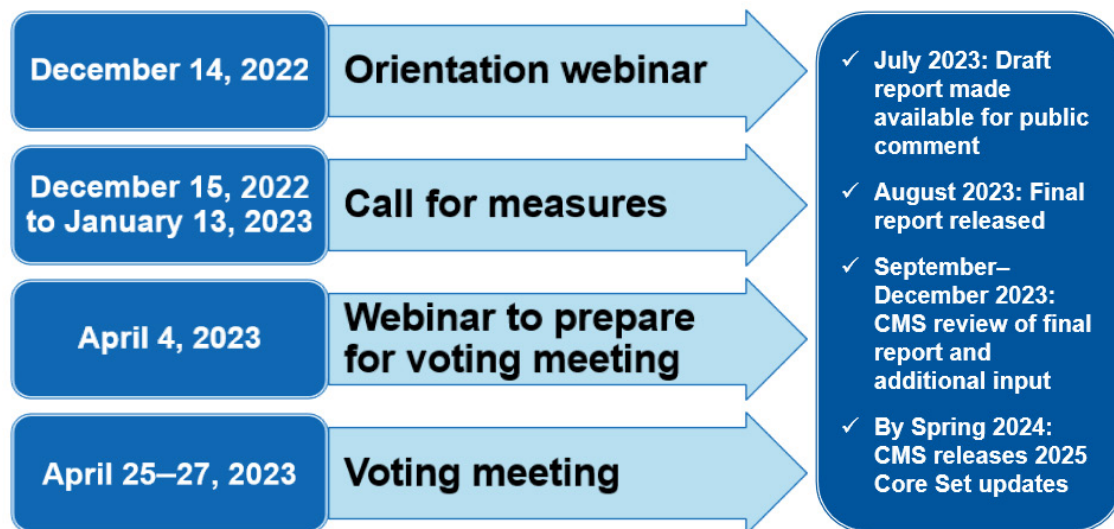 December 14, 2022
Orientation webinar
December 15, 2022
to January 13, 2023
Call for measures
April 4, 2023
Webinar to prepare
for voting meeting
April 25–27, 2023
Voting meeting
✓ July 2023: Draft
report made
available for public
comment
✓ August 2023: Final
report released
✓ September–
December 2023:
CMS review of final
report and
additional input
✓ By Spring 2024:
CMS releases 2025
Core Set updates